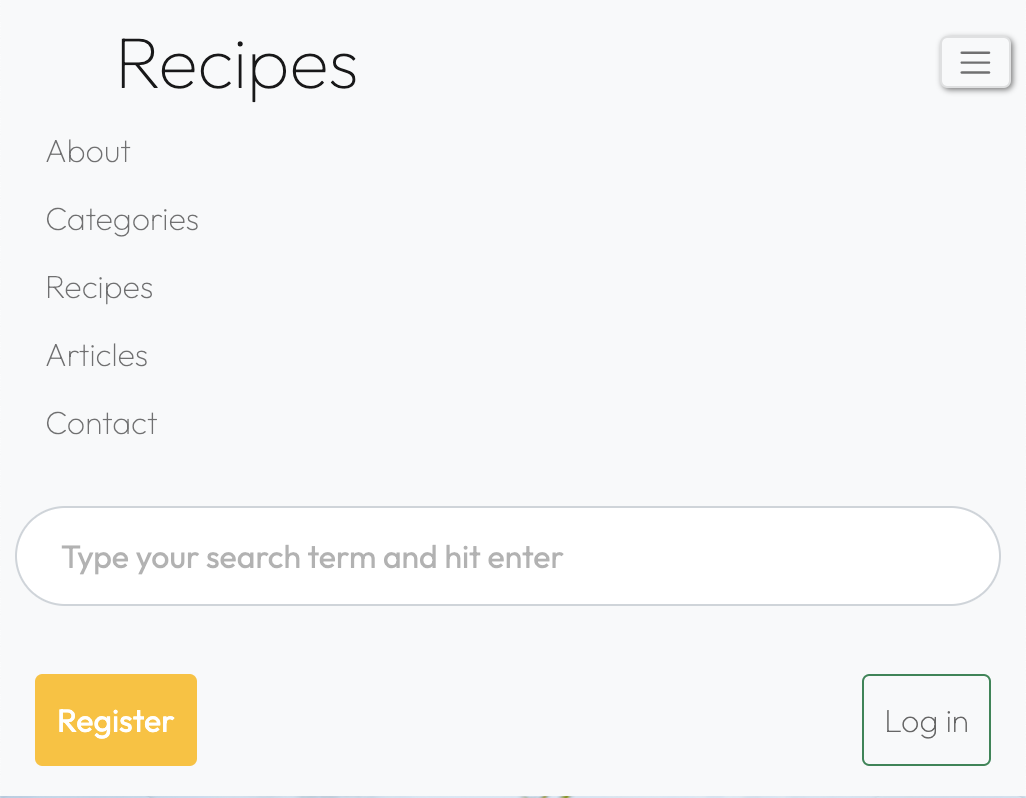 Recipes
About
Categories
Recipes
Articles
Contact
Type your search term and hit enter
Register
Log in